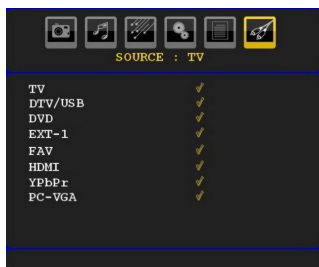 SOURCE : TV
TV
DTV/USB
DVD
EXT-1
FAV
HDMI
YPbPr
PC-VGA